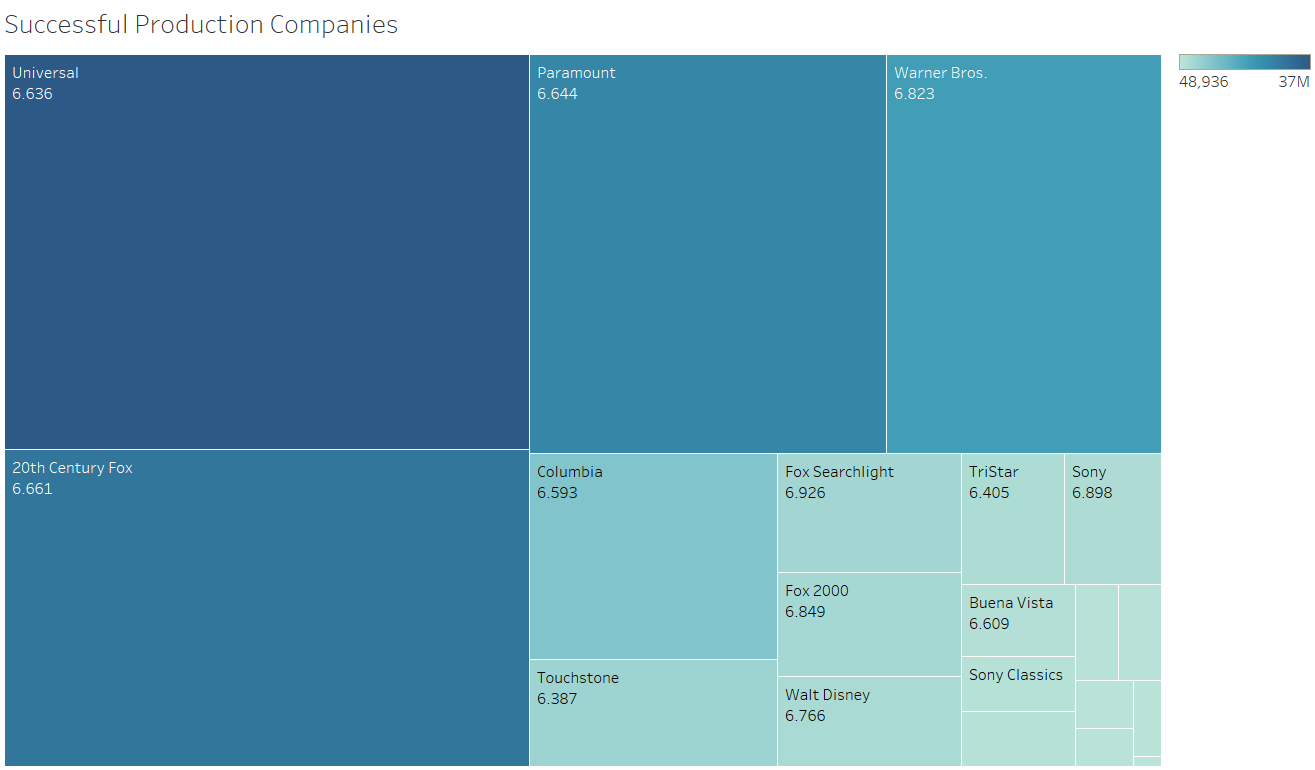 Successful Production Companies
Universal
6.636
Paramount
6.644
Warner Bros.
6.823
48,936
37M
20th Century Fox
6.661
Columbia
6.593
Fox Searchlight
6.926
TriStar
6.405
Sony
6.898
Fox 2000
6.849
Buena Vista
6.609
Touchstone
6.387
Walt Disney
6.766
Sony Classics